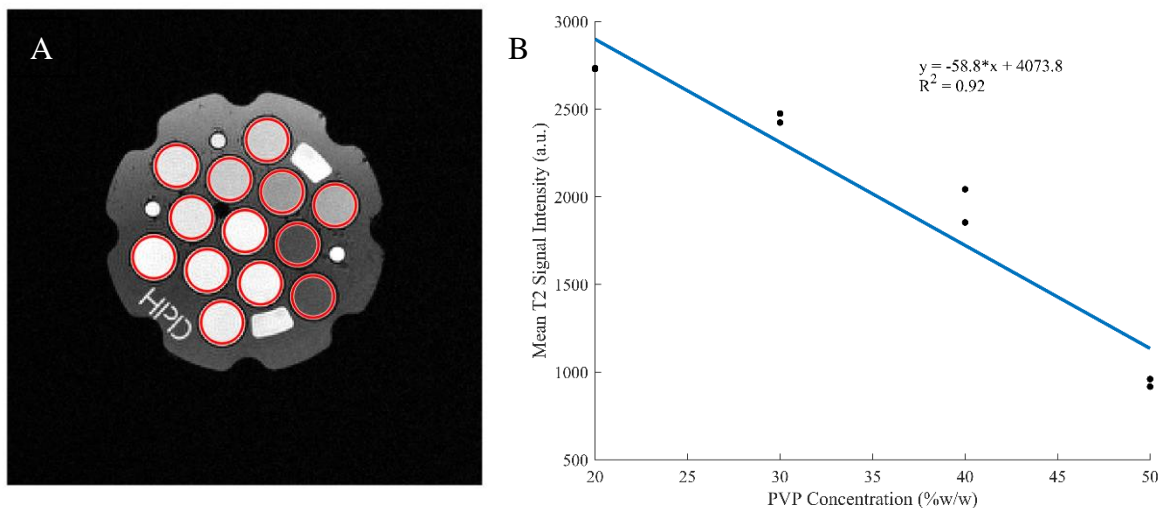 A
HPD
B
y = -58.8*x + 4073.8
R² = 0.92
Mean T2 Signal Intensity (a.u.)
3000
2500
2000
1500
1000
500
20
25
30
35
40
45
50
PVP Concentration (%w/w)